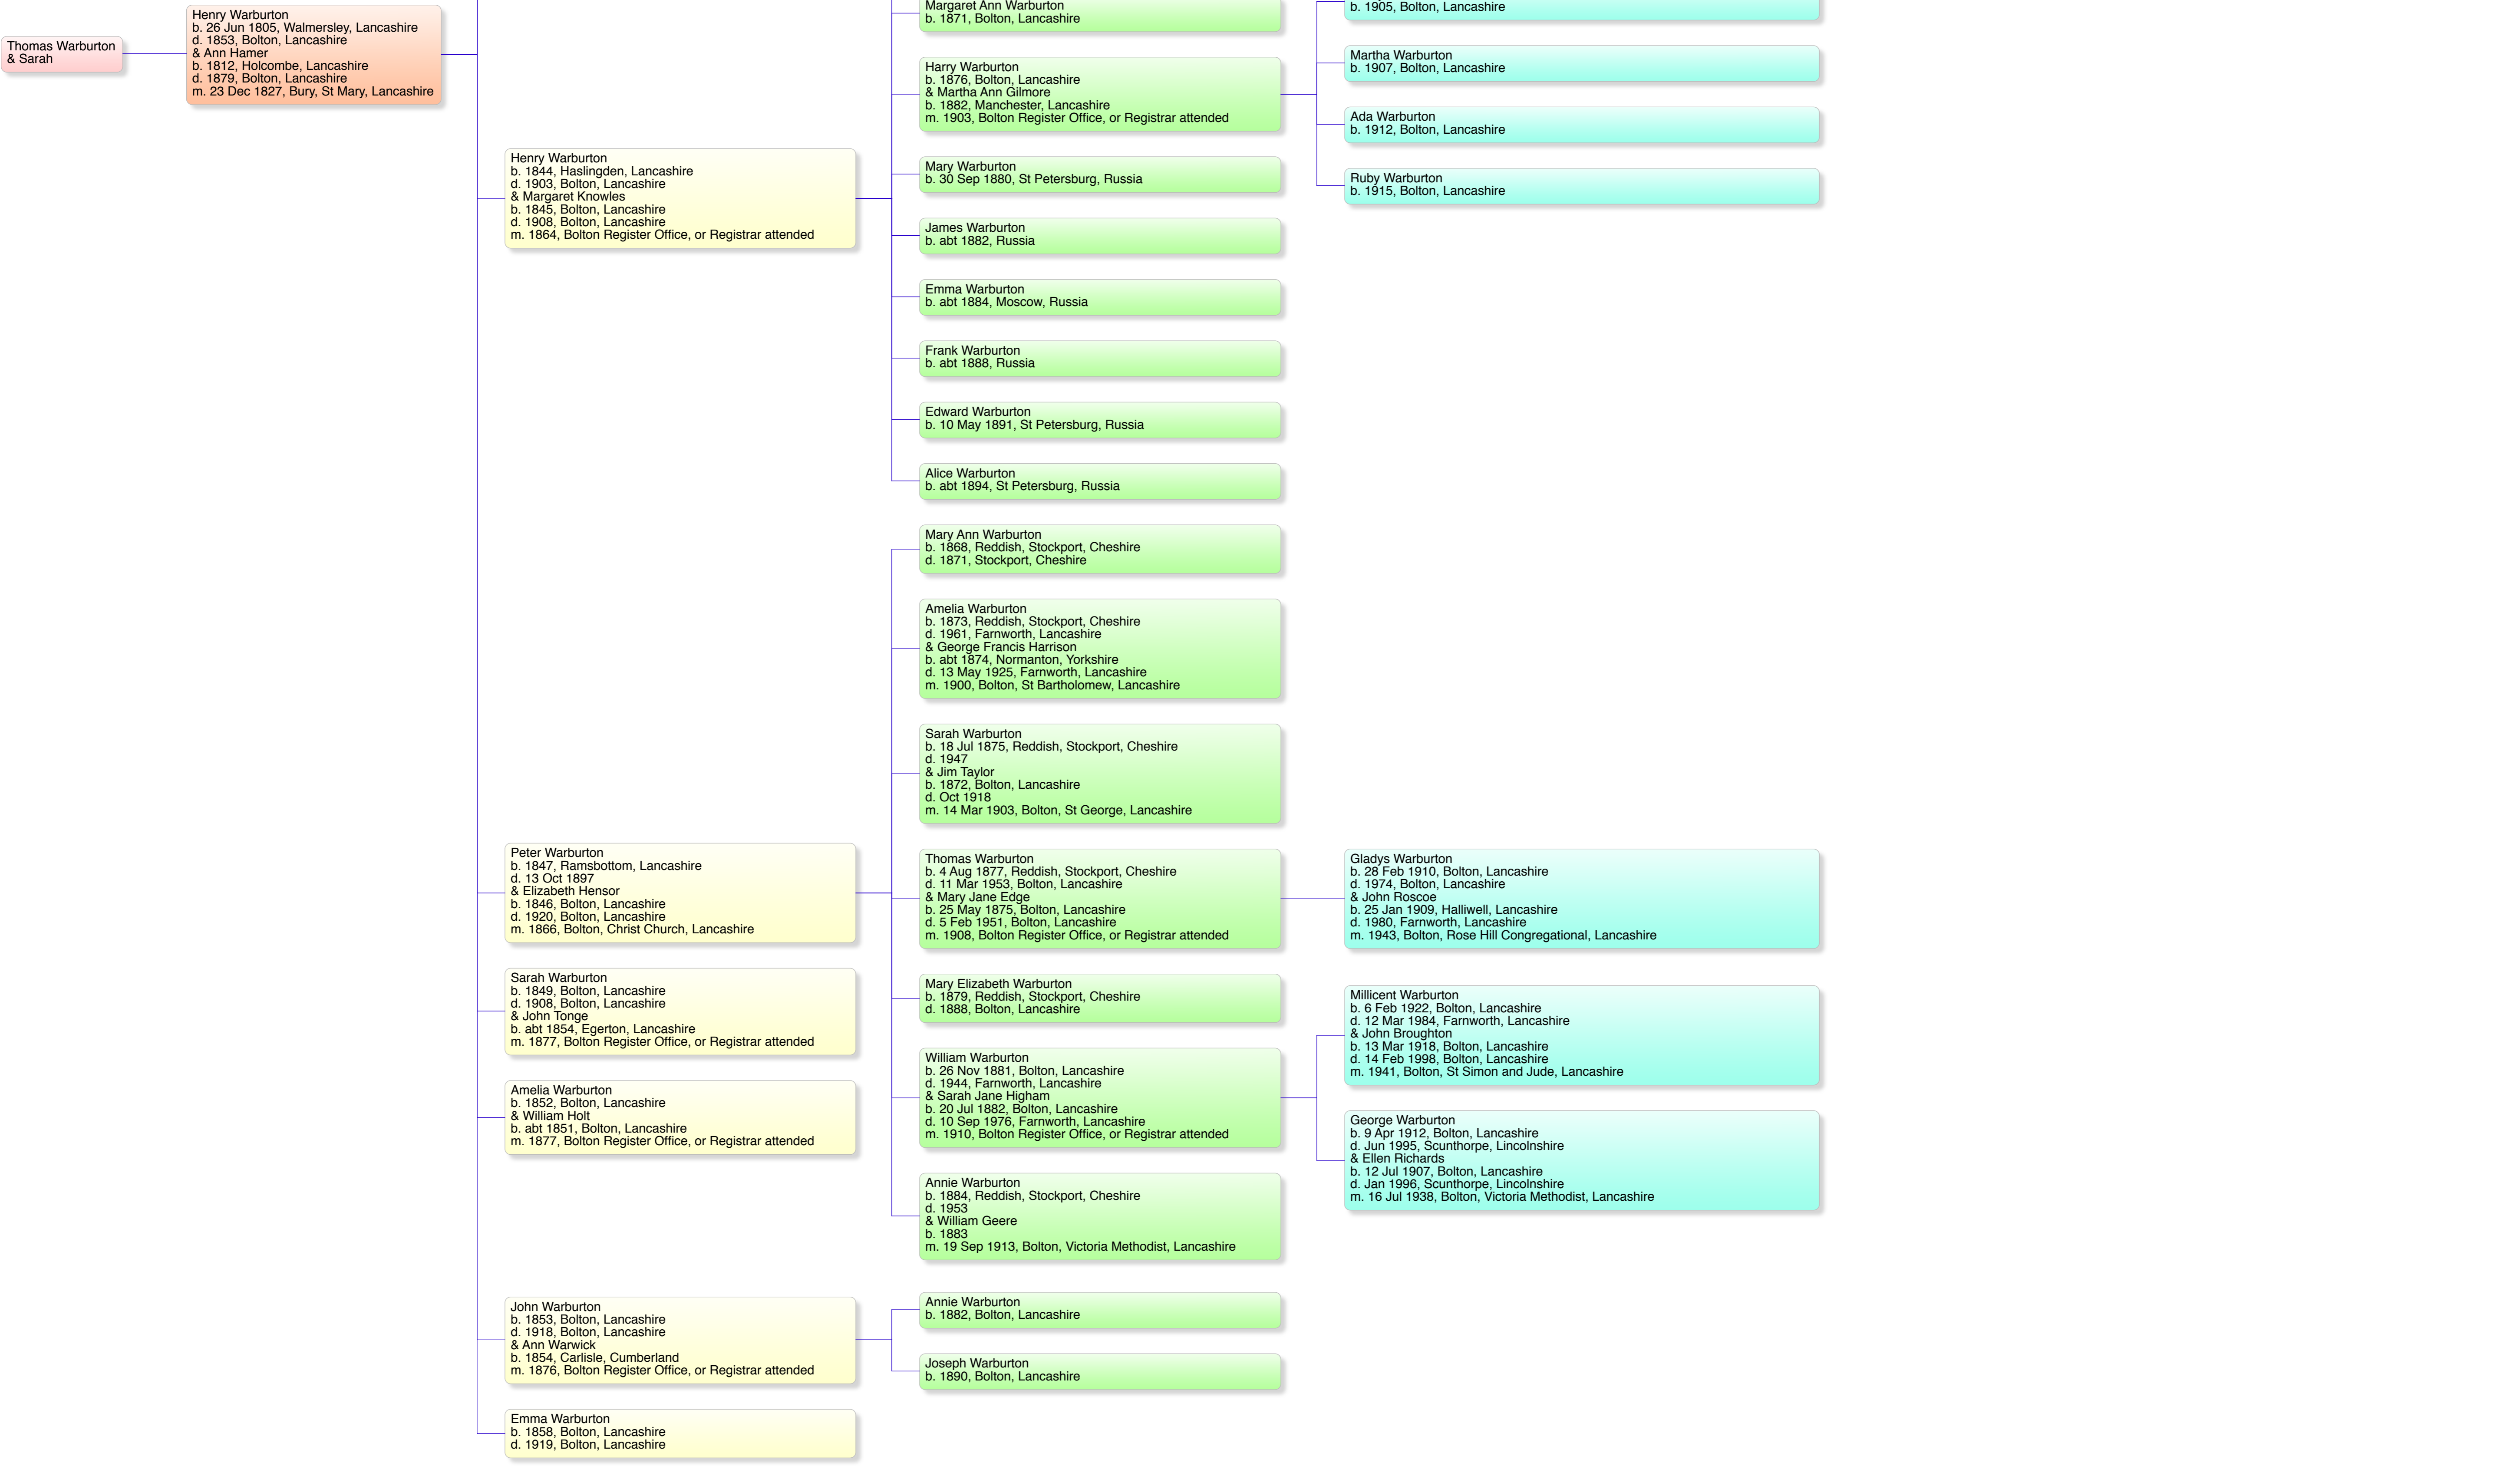 Thomas Warburton
& Sarah
Henry Warburton
b. 26 Jun 1805, Walmersley, Lancashire
d. 1853, Bolton, Lancashire
& Ann Hamer
b. 1812, Holcombe, Lancashire
d. 1879, Bolton, Lancashire
m. 23 Dec 1827, Bury, St Mary, Lancashire
Henry Warburton
b. 1844, Haslingden, Lancashire
d. 1903, Bolton, Lancashire
& Margaret Knowles
b. 1845, Bolton, Lancashire
d. 1908, Bolton, Lancashire
m. 1864, Bolton Register Office, or Registrar attended
Peter Warburton
b. 1847, Ramsbottom, Lancashire
d. 13 Oct 1897
& Elizabeth Hensor
b. 1846, Bolton, Lancashire
d. 1920, Bolton, Lancashire
m. 1866, Bolton, Christ Church, Lancashire
Sarah Warburton
b. 1849, Bolton, Lancashire
d. 1908, Bolton, Lancashire
& John Tonge
b. abt 1854, Egerton, Lancashire
m. 1877, Bolton Register Office, or Registrar attended
Amelia Warburton
b. 1852, Bolton, Lancashire
& William Holt
b. abt 1851, Bolton, Lancashire
m. 1877, Bolton Register Office, or Registrar attended
John Warburton
b. 1853, Bolton, Lancashire
d. 1918, Bolton, Lancashire
& Ann Warwick
b. 1854, Carlisle, Cumberland
m. 1876, Bolton Register Office, or Registrar attended
Emma Warburton
b. 1858, Bolton, Lancashire
d. 1919, Bolton, Lancashire
Margaret Ann Warburton
b. 1871, Bolton, Lancashire
Harry Warburton
b. 1876, Bolton, Lancashire
& Martha Ann Gilmore
b. 1882, Manchester, Lancashire
m. 1903, Bolton Register Office, or Registrar attended
Mary Warburton
b. 30 Sep 1880, St Petersburg, Russia
James Warburton
b. abt 1882, Russia
Emma Warburton
b. abt 1884, Moscow, Russia
Frank Warburton
b. abt 1888, Russia
Edward Warburton
b. 10 May 1891, St Petersburg, Russia
Alice Warburton
b. abt 1894, St Petersburg, Russia
Mary Ann Warburton
b. 1868, Reddish, Stockport, Cheshire
d. 1871, Stockport, Cheshire
Amelia Warburton
b. 1873, Reddish, Stockport, Cheshire
d. 1961, Farnworth, Lancashire
& George Francis Harrison
b. abt 1874, Normanton, Yorkshire
d. 13 May 1925, Farnworth, Lancashire
m. 1900, Bolton, St Bartholomew, Lancashire
Sarah Warburton
b. 18 Jul 1875, Reddish, Stockport, Cheshire
d. 1947
& Jim Taylor
b. 1872, Bolton, Lancashire
d. Oct 1918
m. 14 Mar 1903, Bolton, St George, Lancashire
Thomas Warburton
b. 4 Aug 1877, Reddish, Stockport, Cheshire
d. 11 Mar 1953, Bolton, Lancashire
& Mary Jane Edge
b. 25 May 1875, Bolton, Lancashire
d. 5 Feb 1951, Bolton, Lancashire
m. 1908, Bolton Register Office, or Registrar attended
Mary Elizabeth Warburton
b. 1879, Reddish, Stockport, Cheshire
d. 1888, Bolton, Lancashire
William Warburton
b. 26 Nov 1881, Bolton, Lancashire
d. 1944, Farnworth, Lancashire
& Sarah Jane Higham
b. 20 Jul 1882, Bolton, Lancashire
d. 10 Sep 1976, Farnworth, Lancashire
m. 1910, Bolton Register Office, or Registrar attended
Annie Warburton
b. 1884, Reddish, Stockport, Cheshire
d. 1953
& William Geere
b. 1883
m. 19 Sep 1913, Bolton, Victoria Methodist, Lancashire
Annie Warburton
b. 1882, Bolton, Lancashire
Joseph Warburton
b. 1890, Bolton, Lancashire
b. 1905, Bolton, Lancashire
Martha Warburton
b. 1907, Bolton, Lancashire
Ada Warburton
b. 1912, Bolton, Lancashire
Ruby Warburton
b. 1915, Bolton, Lancashire
Gladys Warburton
b. 28 Feb 1910, Bolton, Lancashire
d. 1974, Bolton, Lancashire
& John Roscoe
b. 25 Jan 1909, Halliwell, Lancashire
d. 1980, Farnworth, Lancashire
m. 1943, Bolton, Rose Hill Congregational, Lancashire
Millicent Warburton
b. 6 Feb 1922, Bolton, Lancashire
d. 12 Mar 1984, Farnworth, Lancashire
& John Broughton
b. 13 Mar 1918, Bolton, Lancashire
d. 14 Feb 1998, Bolton, Lancashire
m. 1941, Bolton, St Simon and Jude, Lancashire
George Warburton
b. 9 Apr 1912, Bolton, Lancashire
d. Jun 1995, Scunthorpe, Lincolnshire
& Ellen Richards
b. 12 Jul 1907, Bolton, Lancashire
d. Jan 1996, Scunthorpe, Lincolnshire
m. 16 Jul 1938, Bolton, Victoria Methodist, Lancashire